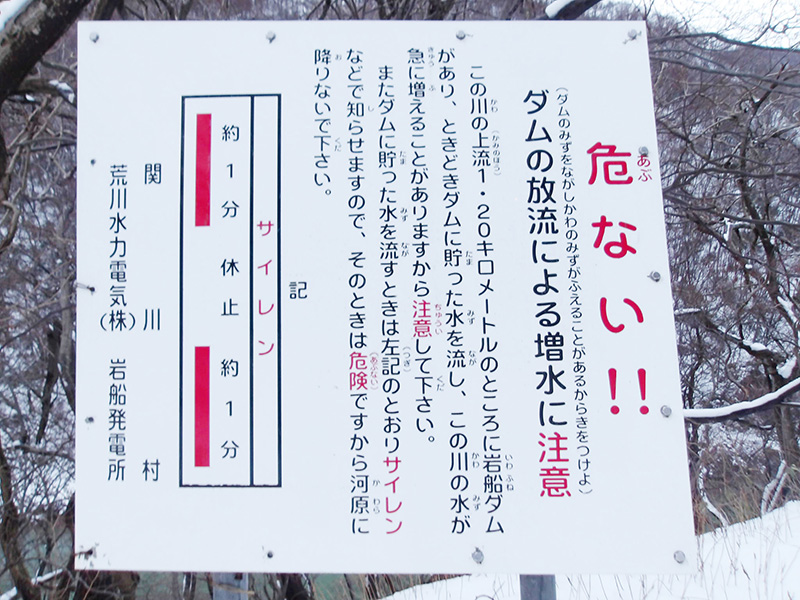 危ない!!
(ダムのみずをながしかわのみずがふえることがあるからきをつけよ)
ダムの放流による増水に注意
この川の上流1・20キロメートルのところに岩船ダム
があり、ときどきダムに貯った水を流し、この川の水が
急に増えることがありますから注意して下さい。
またダムに貯った水を流すときは左記のとおりサイレン
などで知らせますので、そのときは危険ですから河原に
降りないで下さい。
記
サイレン
約1分 休止 約1分
関川村
荒川水力電気(株) 岩船発電所